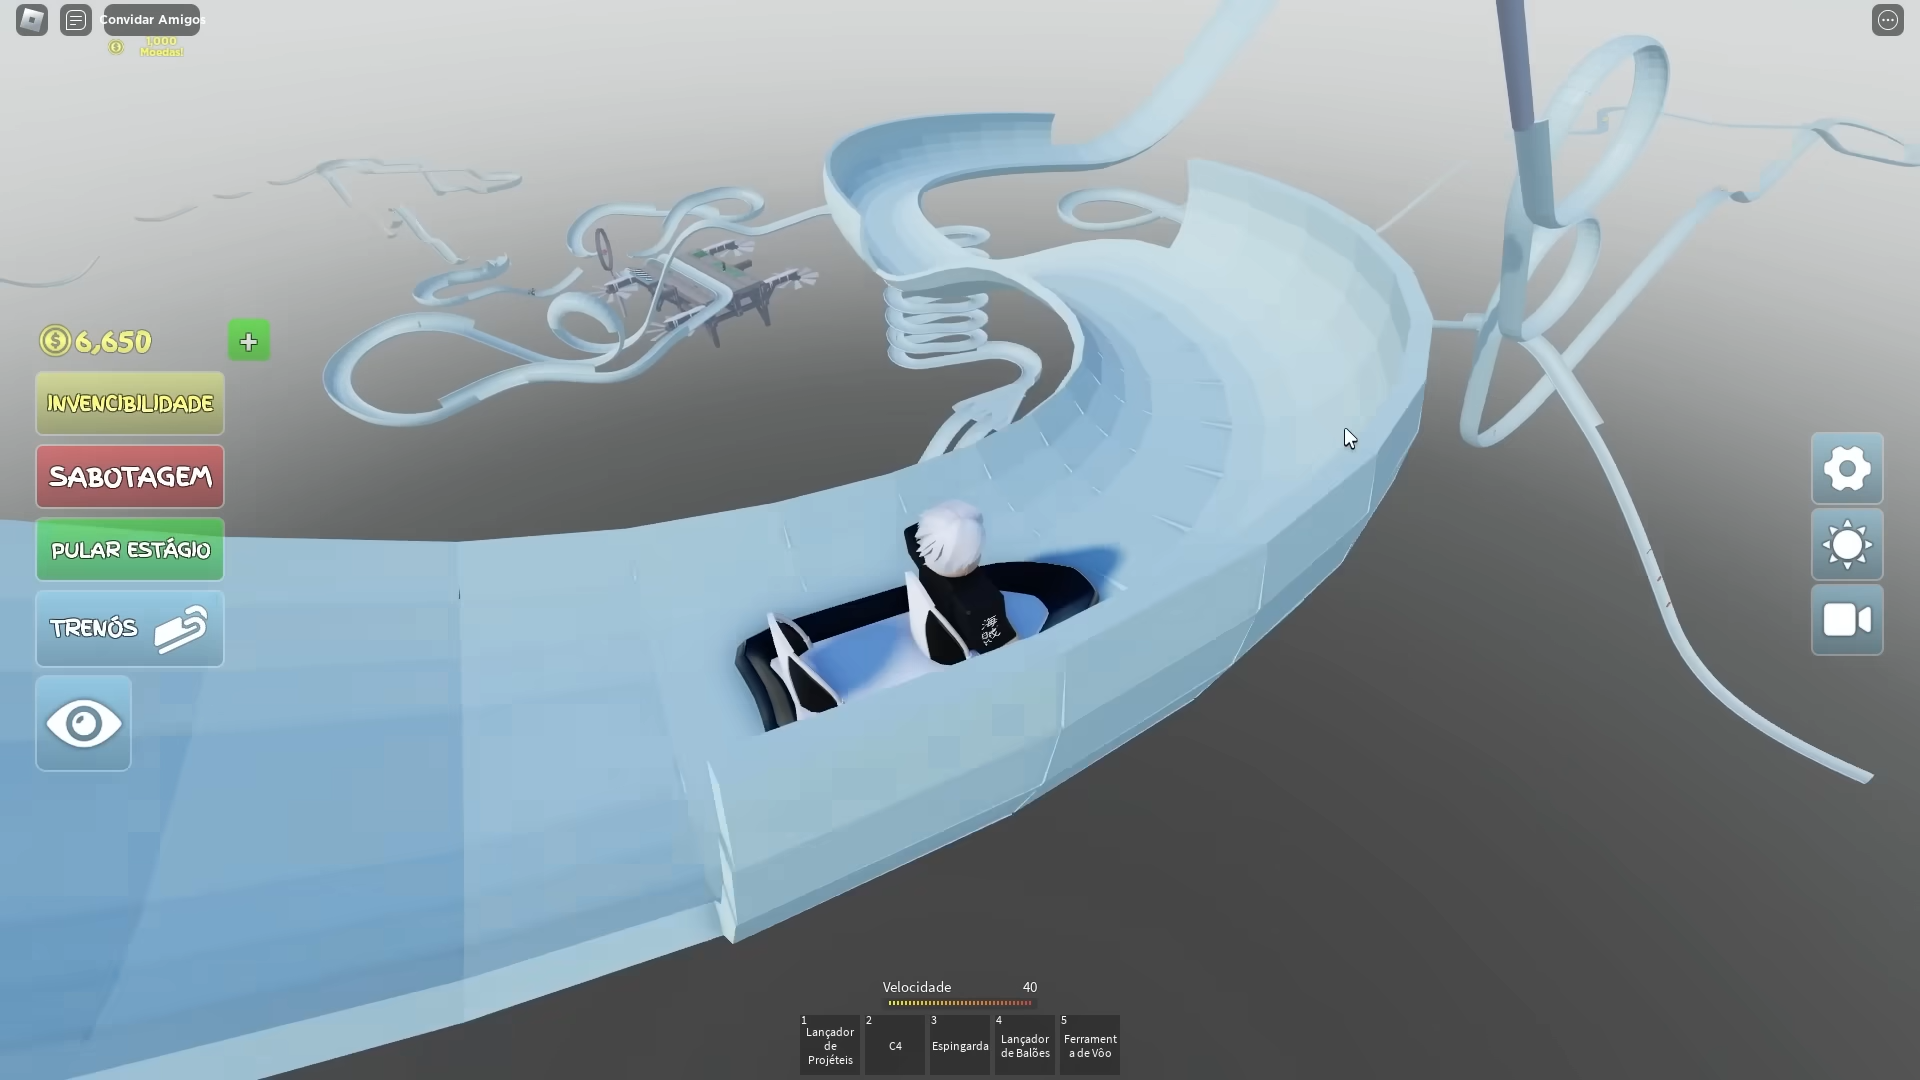 Convidar Amigos
1,000
Moedas!
6,650
INVENCIBILIDADE
SABOTAGEM
PULAR ESTÁGIO
TRENÓS
海
Velocidade 40
1
Lançador
de
Projéteis
2
C4
3
Espingarda
4
Lançador
de Balões
5
Ferrament
a de Vôo